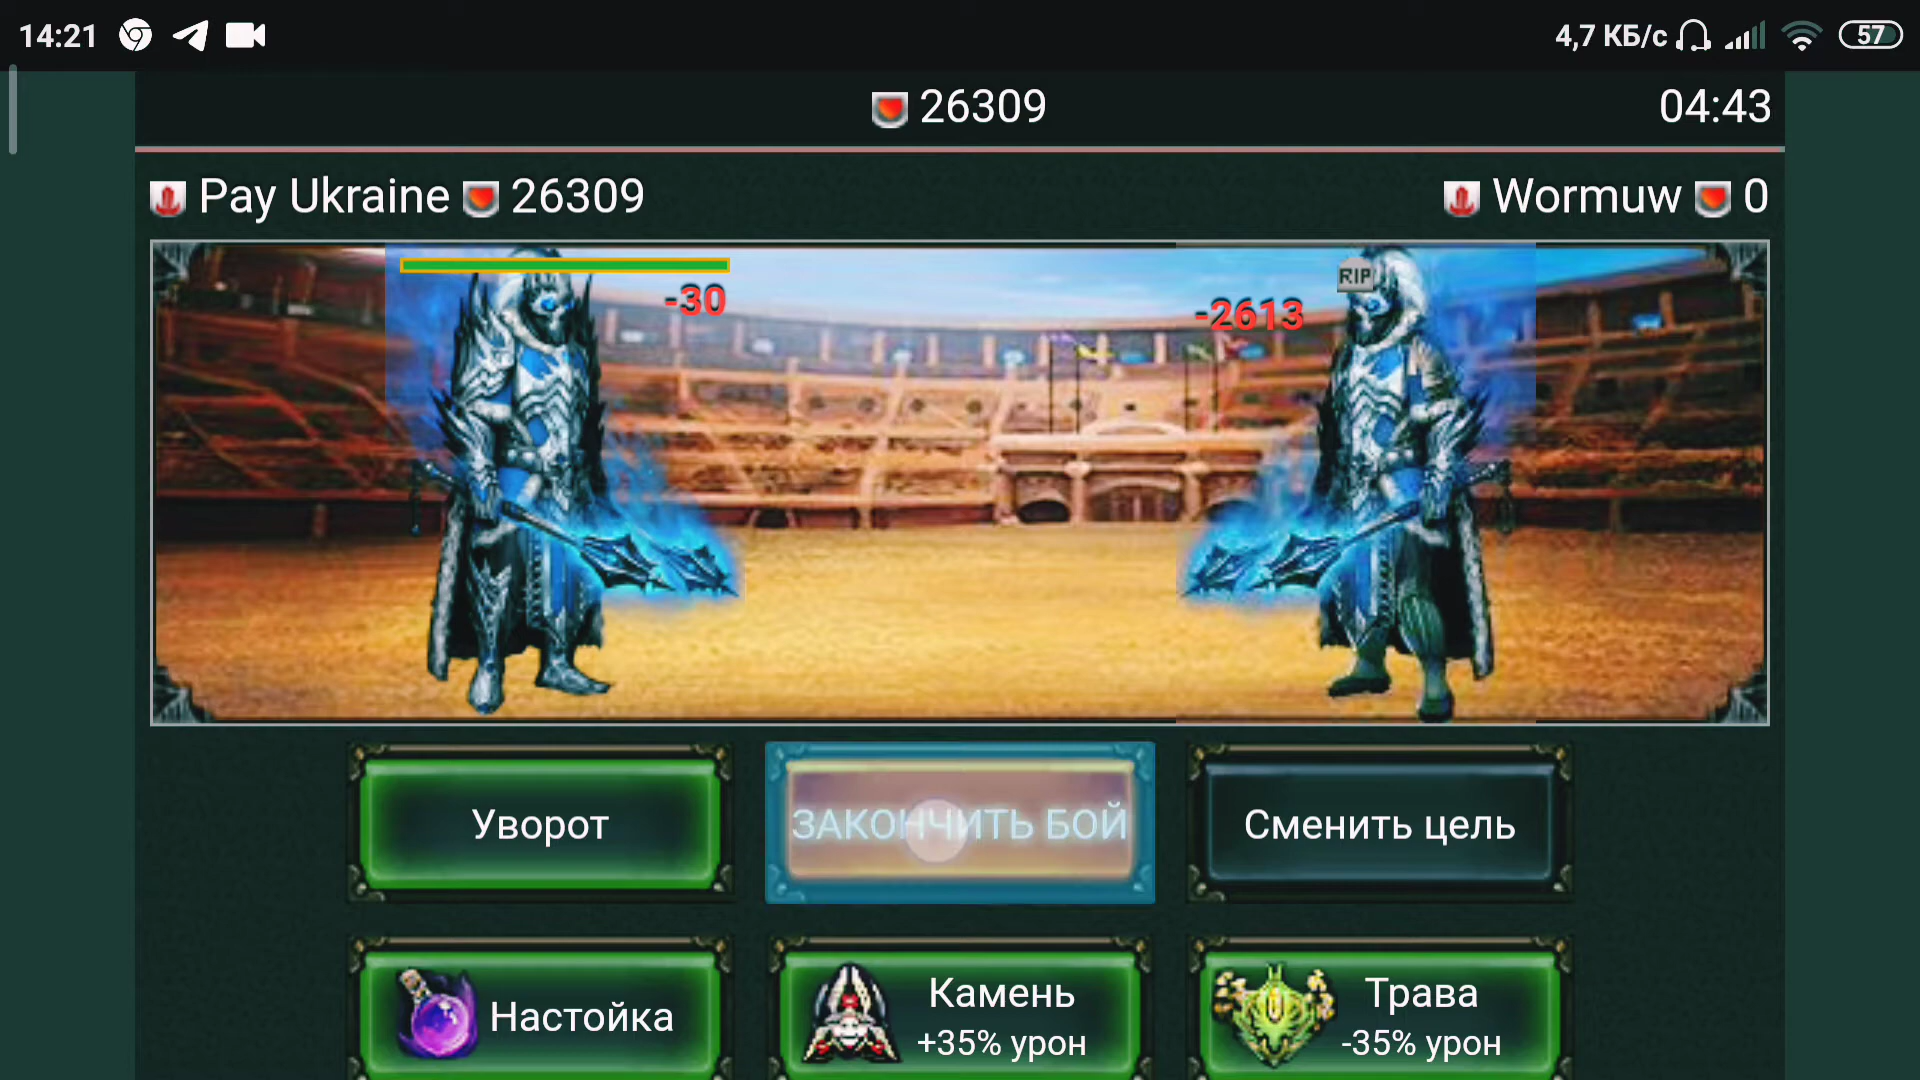 14:21
4,7 КБ/с
57
26309
04:43
Pay Ukraine 26309
Wormuw 0
RIP
-30
-2613
Уворот
ЗАКОНЧИТЬ БОЙ
Сменить цель
Настойка
Камень
+35% урон
Трава
-35% урон